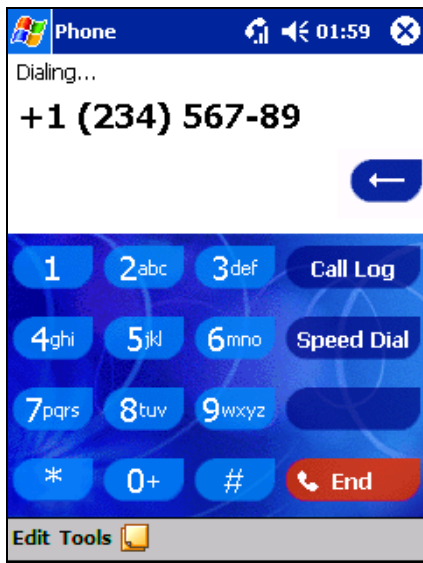 Phone 01:59
Dialing...
+1 (234) 567-89
1 2abc 3def Call Log
4ghi 5jkl 6mno Speed Dial
7pqrs 8tuv 9wxyz
* 0+ # End
Edit Tools